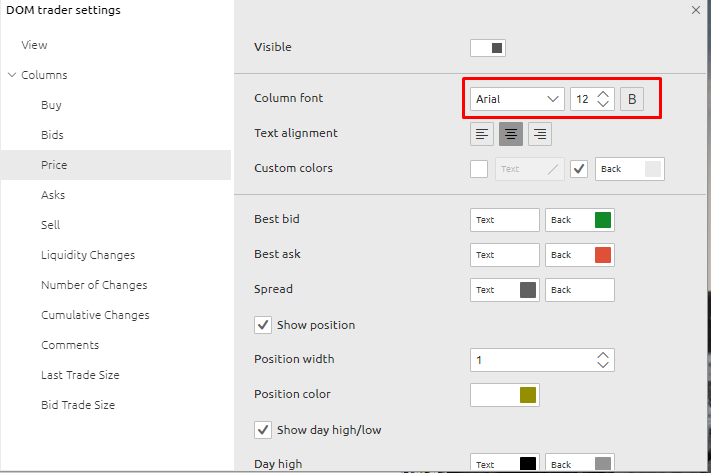 DOM trader settings
View
Columns
Buy
Bids
Price
Asks
Sell
Liquidity Changes
Number of Changes
Cumulative Changes
Comments
Last Trade Size
Bid Trade Size
Visible
Column font Arial 12 B
Text alignment
Custom colors Text Back
Best bid Text Back
Best ask Text Back
Spread Text Back
Show position
Position width 1
Position color
Show day high/low
Day high Text Back